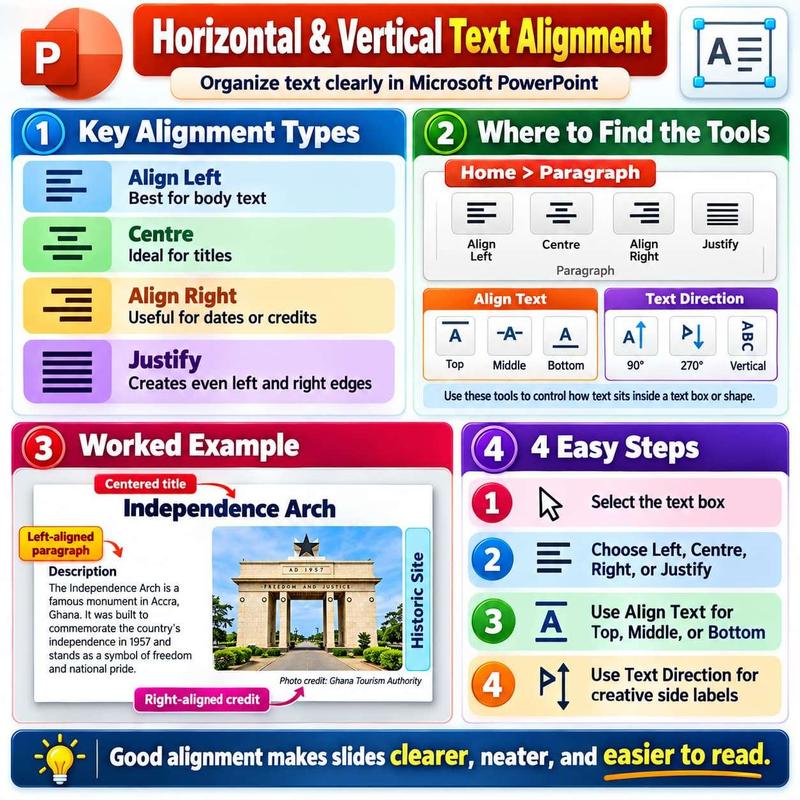 P
Horizontal & Vertical Text Alignment
Organize text clearly in Microsoft PowerPoint
A
1 Key Alignment Types
Align Left
Best for body text
Centre
Ideal for titles
Align Right
Useful for dates or credits
Justify
Creates even left and right edges
2 Where to Find the Tools
Home > Paragraph
Align
Left
Centre
Align
Right
Justify
Paragraph
Align Text
A
Top
A
Middle
A
Bottom
Text Direction
A
90°
A
270°
ABC
Vertical
Use these tools to control how text sits inside a text box or shape.
3 Worked Example
Centered title
Independence Arch
Left-aligned
paragraph
Description
The Independence Arch is a
famous monument in Accra,
Ghana. It was built to
commemorate the country's
independence in 1957 and
stands as a symbol of freedom
and national pride.
AD 1957
FREEDOM AND JUSTICE
Historic Site
Photo credit: Ghana Tourism Authority
Right-aligned credit
4 4 Easy Steps
1 Select the text box
2 Choose Left, Centre,
Right, or Justify
3 A Use Align Text for
Top, Middle, or Bottom
4 A Use Text Direction for
creative side labels
Good alignment makes slides clearer, neater, and easier to read.